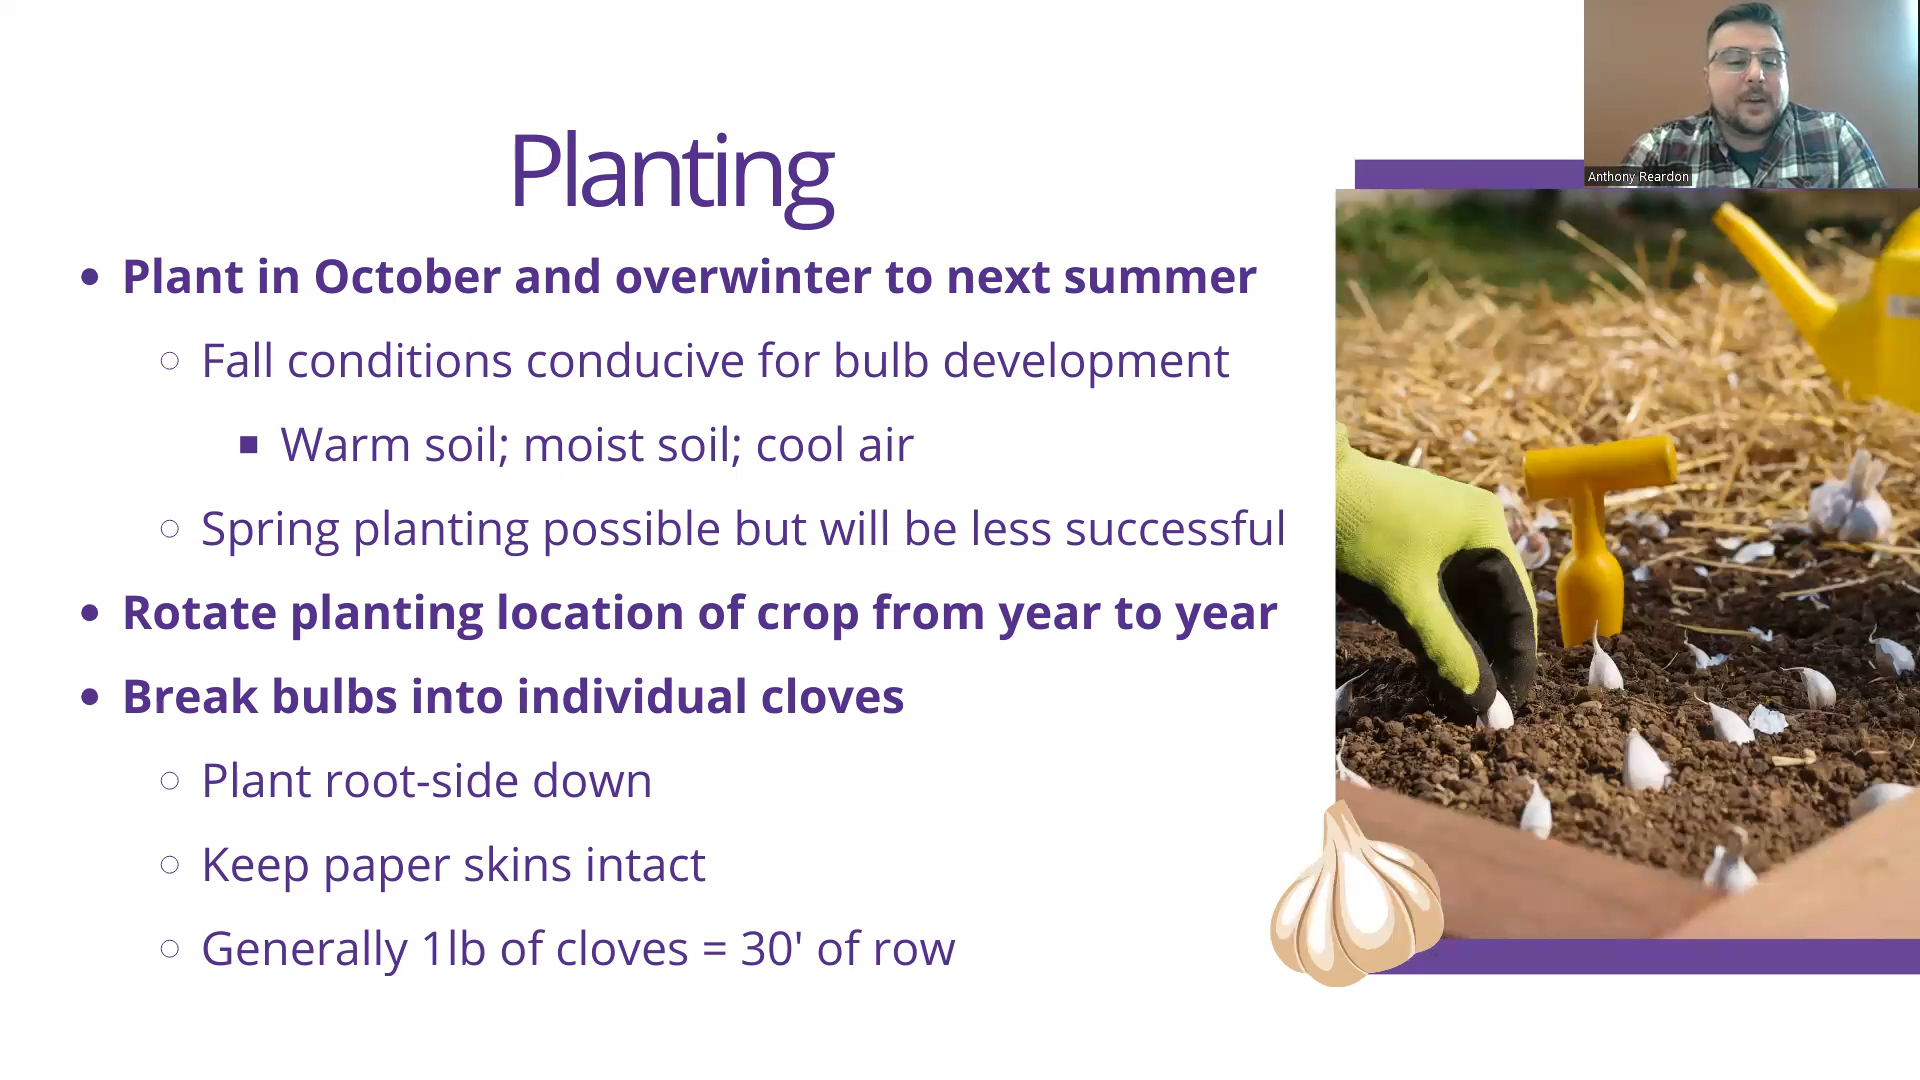 Planting
Plant in October and overwinter to next summer
Fall conditions conducive for bulb development
Warm soil; moist soil; cool air
Spring planting possible but will be less successful
Rotate planting location of crop from year to year
Break bulbs into individual cloves
Plant root-side down
Keep paper skins intact
Generally 1lb of cloves = 30' of row
Anthony Reardon